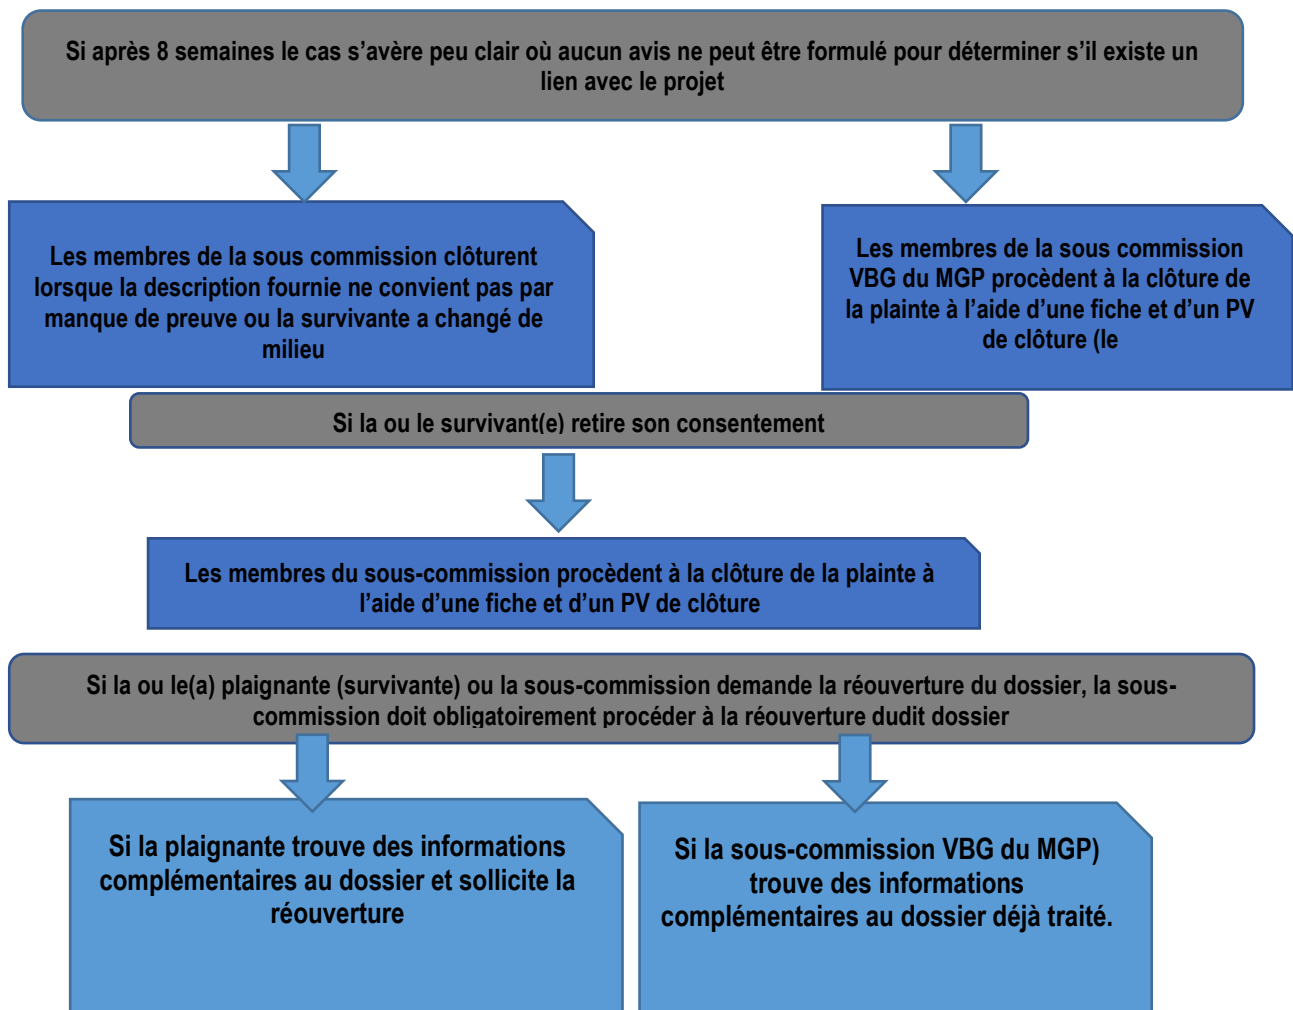 Si après 8 semaines le cas s’avère peu clair où aucun avis ne peut être formulé pour déterminer s’il existe un
lien avec le projet
Les membres de la sous commission clôturent
lorsque la description fournie ne convient pas par
manque de preuve ou la survivante a changé de
milieu
Les membres de la sous commission
VBG du MGP procèdent à la clôture de
la plainte à l’aide d’une fiche et d’un PV
de clôture (le
Si la ou le survivant(e) retire son consentement
Les membres du sous-commission procèdent à la clôture de la plainte à
l’aide d’une fiche et d’un PV de clôture
Si la ou le(a) plaignante (survivante) ou la sous-commission demande la réouverture du dossier, la sous-
commission doit obligatoirement procéder à la réouverture dudit dossier
Si la plaignante trouve des informations
complémentaires au dossier et sollicite la
réouverture
Si la sous-commission VBG du MGP)
trouve des informations
complémentaires au dossier déjà traité.